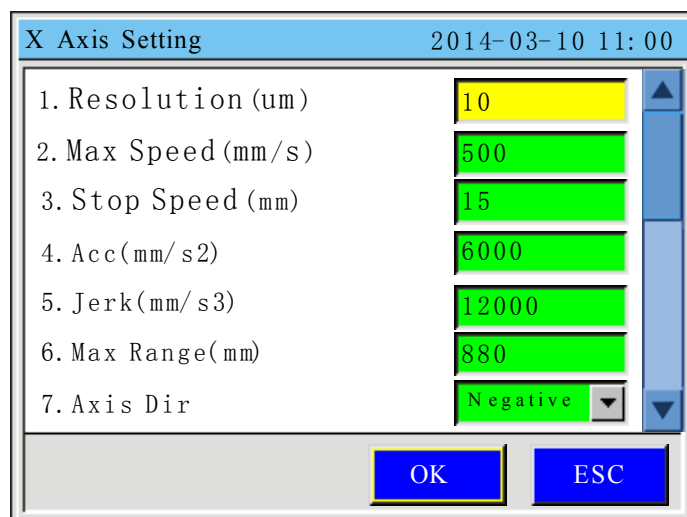 X Axis Setting 2014-03-10 11:00
1. Resolution(um) 10
2. Max Speed(mm/s) 500
3. Stop Speed(mm) 15
4. Acc(mm/s2) 6000
5. Jerk(mm/s3) 12000
6. Max Range(mm) 880
7. Axis Dir Negative
OK ESC